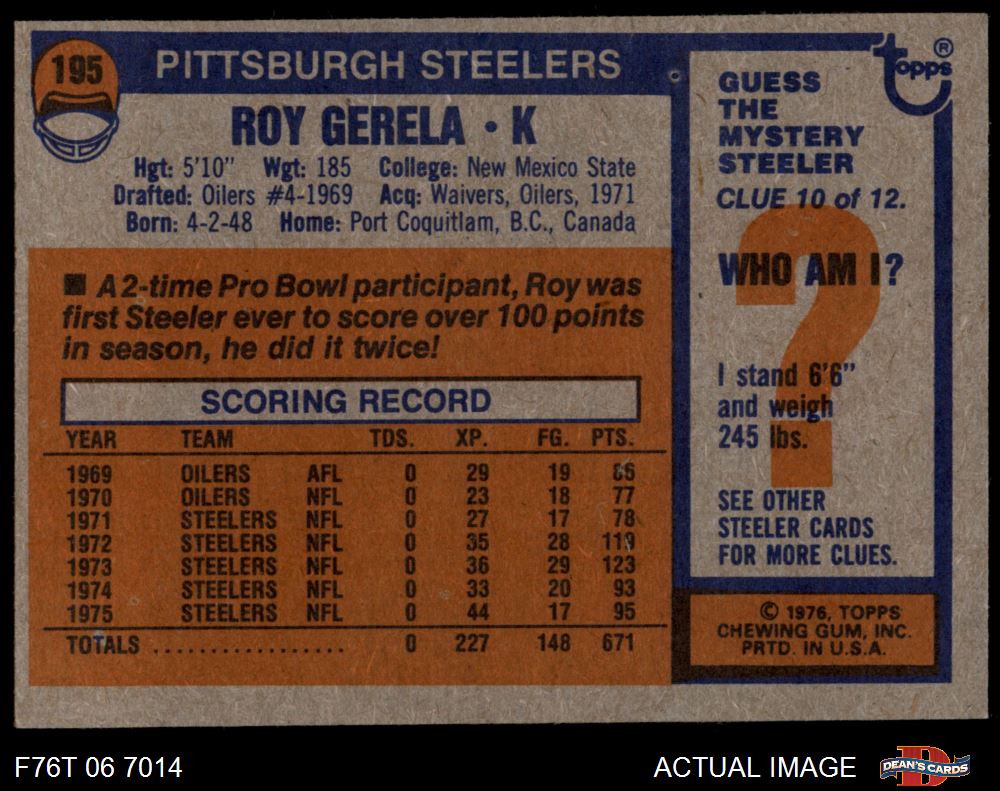 195
PITTSBURGH STEELERS
ROY GERELA • K
Hgt: 5'10" Wgt: 185 College: New Mexico State
Drafted: Oilers #4-1969 Acq: Waivers, Oilers, 1971
Born: 4-2-48 Home: Port Coquitlam, B.C., Canada
■ A 2-time Pro Bowl participant, Roy was
first Steeler ever to score over 100 points
in season, he did it twice!
SCORING RECORD
YEAR TEAM TDS. XP. FG. PTS.
1969 OILERS AFL 0 29 19 86
1970 OILERS NFL 0 23 18 77
1971 STEELERS NFL 0 27 17 78
1972 STEELERS NFL 0 35 28 119
1973 STEELERS NFL 0 36 29 123
1974 STEELERS NFL 0 33 20 93
1975 STEELERS NFL 0 44 17 95
TOTALS ................. 0 227 148 671
topps ®
GUESS
THE
MYSTERY
STEELER
CLUE 10 of 12.
?
WHO AM I?
I stand 6'6"
and weigh
245 lbs.
SEE OTHER
STEELER CARDS
FOR MORE CLUES.
© 1976, TOPPS
CHEWING GUM, INC.
PRTD. IN U.S.A.
F76T 06 7014
ACTUAL IMAGE
D
DEAN'S CARDS